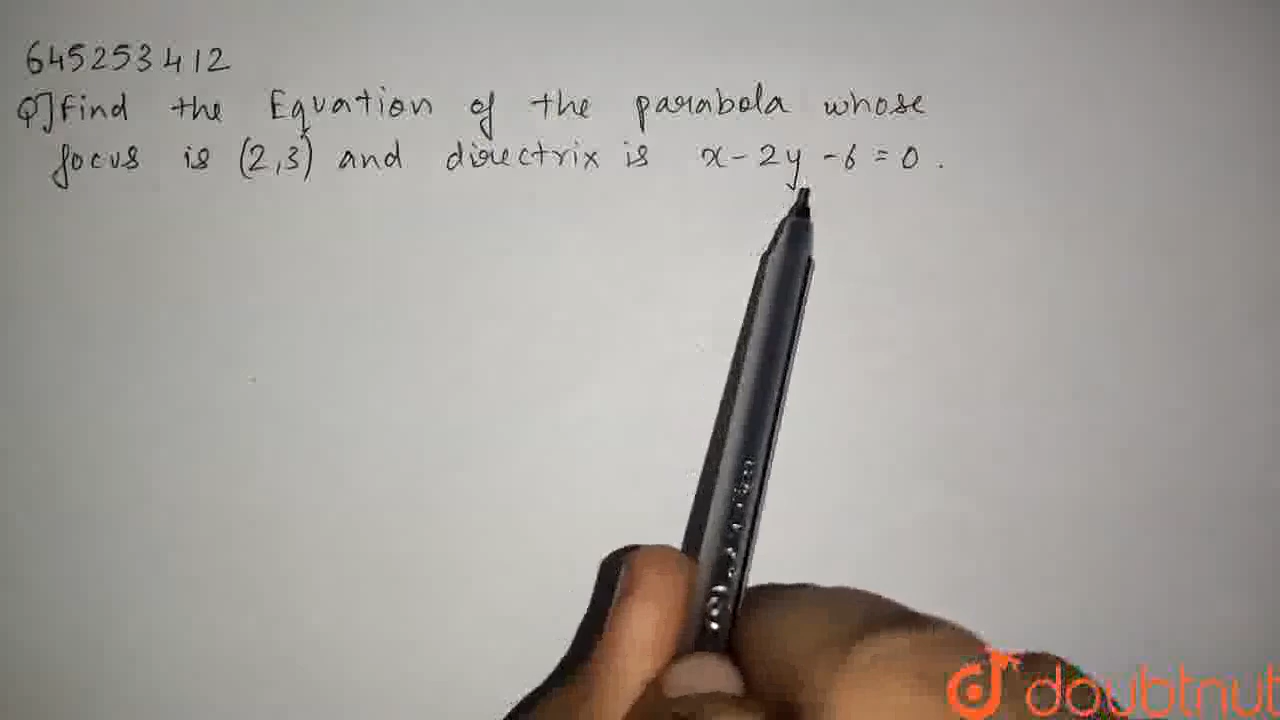 645253412
Q] Find the Equation of the parabola whose
focus is (2,3) and directrix is x - 2y - 6 = 0 .
doubtnut